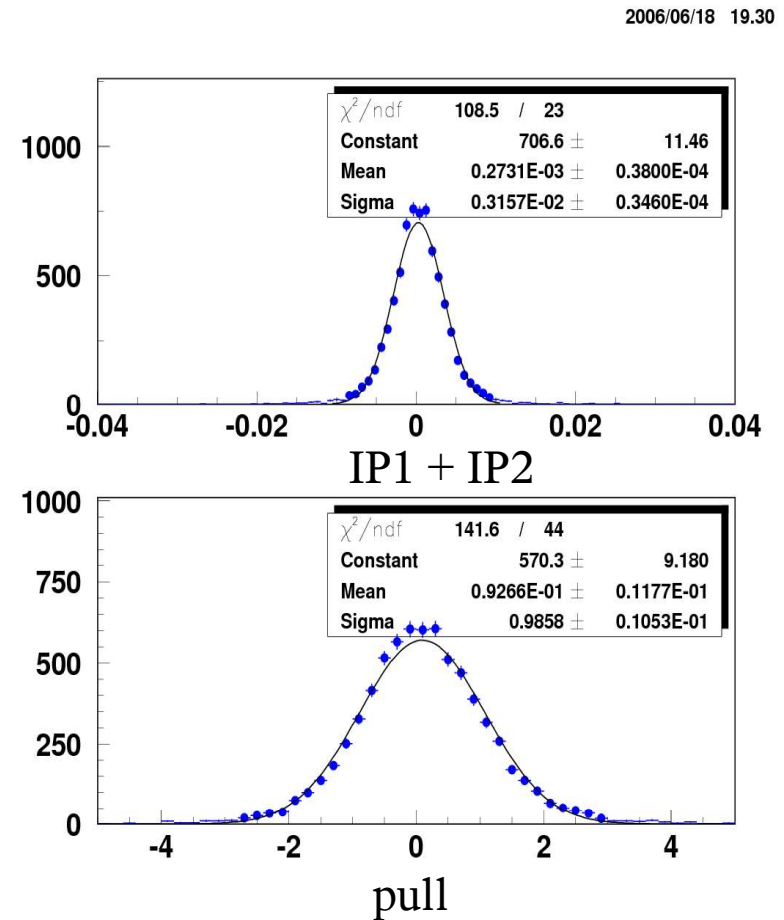 2006/06/18 19.30
χ²/ndf 108.5 / 23
Constant 706.6 ± 11.46
Mean 0.2731E-03 ± 0.3800E-04
Sigma 0.3157E-02 ± 0.3460E-04
1000
500
0
-0.04 -0.02 0 0.02 0.04
IP1 + IP2
χ²/ndf 141.6 / 44
Constant 570.3 ± 9.180
Mean 0.9266E-01 ± 0.1177E-01
Sigma 0.9858 ± 0.1053E-01
1000
750
500
250
0
-4 -2 0 2 4
pull